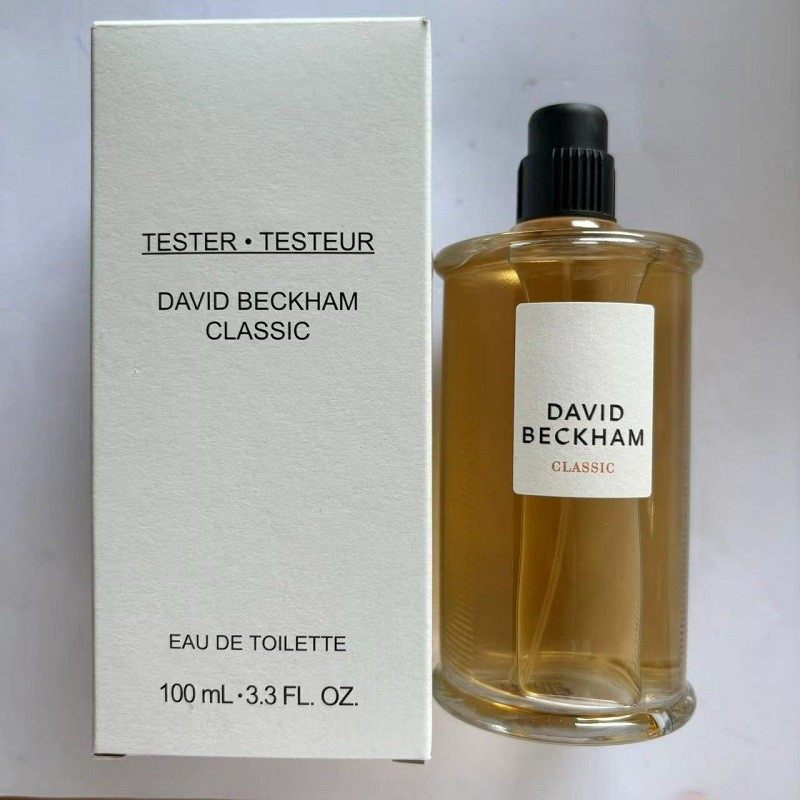 TESTER • TESTEUR
DAVID BECKHAM
CLASSIC
EAU DE TOILETTE
100 mL • 3.3 FL. OZ.
DAVID
BECKHAM
CLASSIC